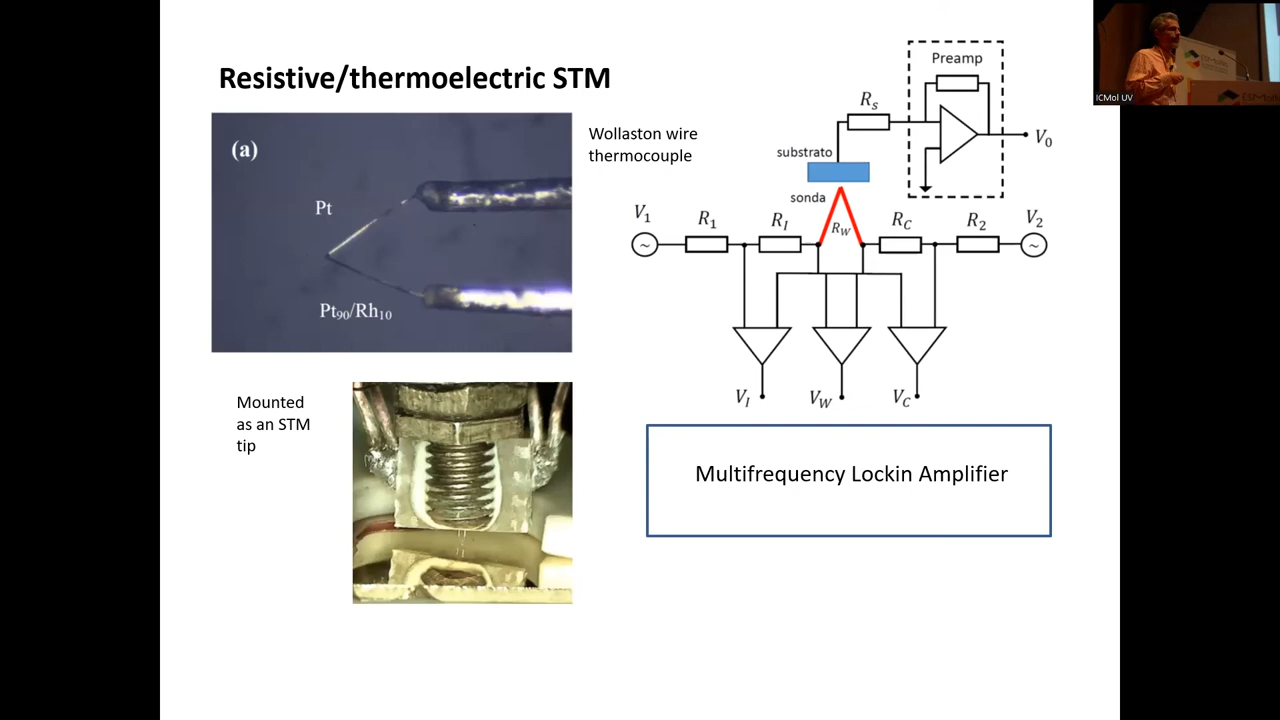 Resistive/thermoelectric STM
(a)
Pt
Pt90/Rh10
Wollaston wire
thermocouple
Mounted
as an STM
tip
Preamp
Rs
V0
substrato
sonda
V1
R1
RI
RW
RC
R2
V2
~
~
VI
VW
VC
Multifrequency Lockin Amplifier
ICMol UV